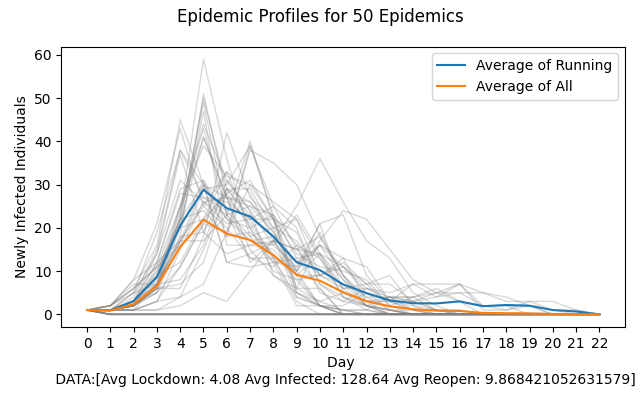 Epidemic Profiles for 50 Epidemics
60
50
40
30
20
10
0
Newly Infected Individuals
Average of Running
Average of All
0 1 2 3 4 5 6 7 8 9 10 11 12 13 14 15 16 17 18 19 20 21 22
Day
DATA:[Avg Lockdown: 4.08 Avg Infected: 128.64 Avg Reopen: 9.868421052631579]